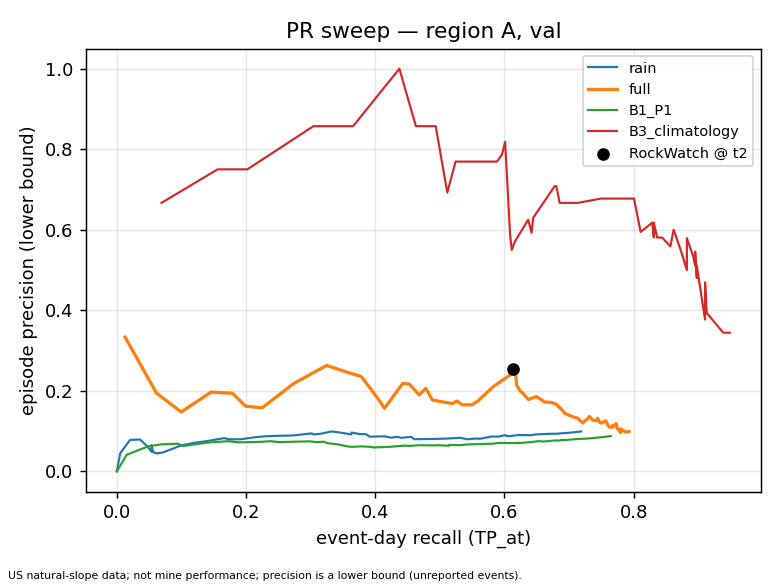 PR sweep — region A, val
1.0
0.8
0.6
0.4
0.2
0.0
episode precision (lower bound)
rain
full
B1_P1
B3_climatology
RockWatch @ t2
0.0 0.2 0.4 0.6 0.8
event-day recall (TP_at)
US natural-slope data; not mine performance; precision is a lower bound (unreported events).